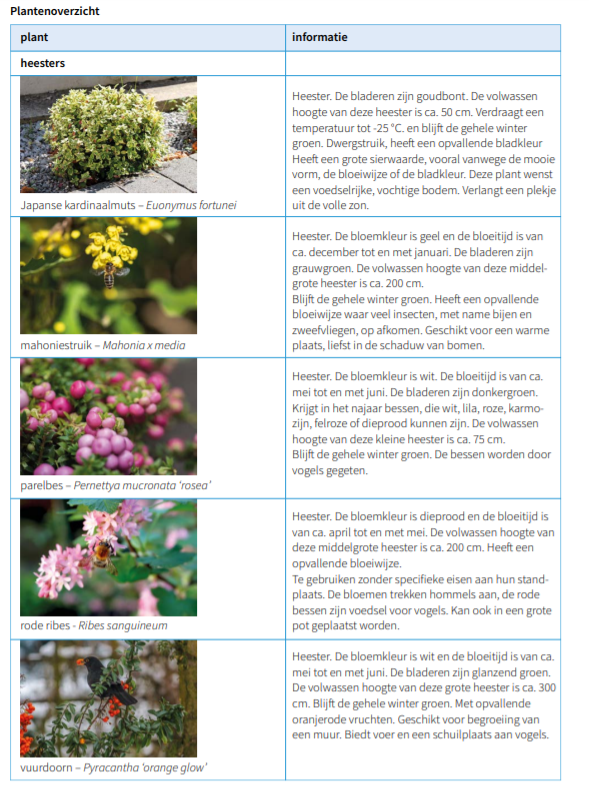 Plantenoverzicht
plant
informatie
heesters
Japanse kardinaalmuts – Euonymus fortunei
Heester. De bladeren zijn goudbont. De volwassen
hoogte van deze heester is ca. 50 cm. Verdraagt een
temperatuur tot -25 °C. en blijft de gehele winter
groen. Dwergstruik, heeft een opvallende bladkleur
Heeft een grote sierwaarde, vooral vanwege de mooie
vorm, de bloeiwijze of de bladkleur. Deze plant wenst
een voedselrijke, vochtige bodem. Verlangt een plekje
uit de volle zon.
mahoniestruik – Mahonia x media
Heester. De bloemkleur is geel en de bloeitijd is van
ca. december tot en met januari. De bladeren zijn
grauwgroen. De volwassen hoogte van deze middel-
grote heester is ca. 200 cm.
Blijft de gehele winter groen. Heeft een opvallende
bloeiwijze waar veel insecten, met name bijen en
zweefvliegen, op afkomen. Geschikt voor een warme
plaats, liefst in de schaduw van bomen.
parelbes – Pernettya mucronata ‘rosea’
Heester. De bloemkleur is wit. De bloeitijd is van ca.
mei tot en met juni. De bladeren zijn donkergroen.
Krijgt in het najaar bessen, die wit, lila, roze, karmo-
zijn, felroze of dieprood kunnen zijn. De volwassen
hoogte van deze kleine heester is ca. 75 cm.
Blijft de gehele winter groen. De bessen worden door
vogels gegeten.
rode ribes - Ribes sanguineum
Heester. De bloemkleur is dieprood en de bloeitijd is
van ca. april tot en met mei. De volwassen hoogte van
deze middelgrote heester is ca. 200 cm. Heeft een
opvallende bloeiwijze.
Te gebruiken zonder specifieke eisen aan hun stand-
plaats. De bloemen trekken hommels aan, de rode
bessen zijn voedsel voor vogels. Kan ook in een grote
pot geplaatst worden.
vuurdoorn – Pyracantha ‘orange glow’
Heester. De bloemkleur is wit en de bloeitijd is van ca.
mei tot en met juni. De bladeren zijn glanzend groen.
De volwassen hoogte van deze grote heester is ca. 300
cm. Blijft de gehele winter groen. Met opvallende
oranjerode vruchten. Geschikt voor begroeiing van
een muur. Biedt voer en een schuilplaats aan vogels.